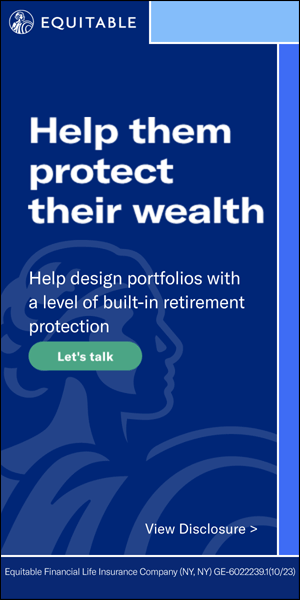 EQUITABLE
Help them
protect
their wealth
Help design portfolios with
a level of built-in retirement
protection
Let's talk
View Disclosure >
Equitable Financial Life Insurance Company (NY, NY) GE-6022239.1(10/23)